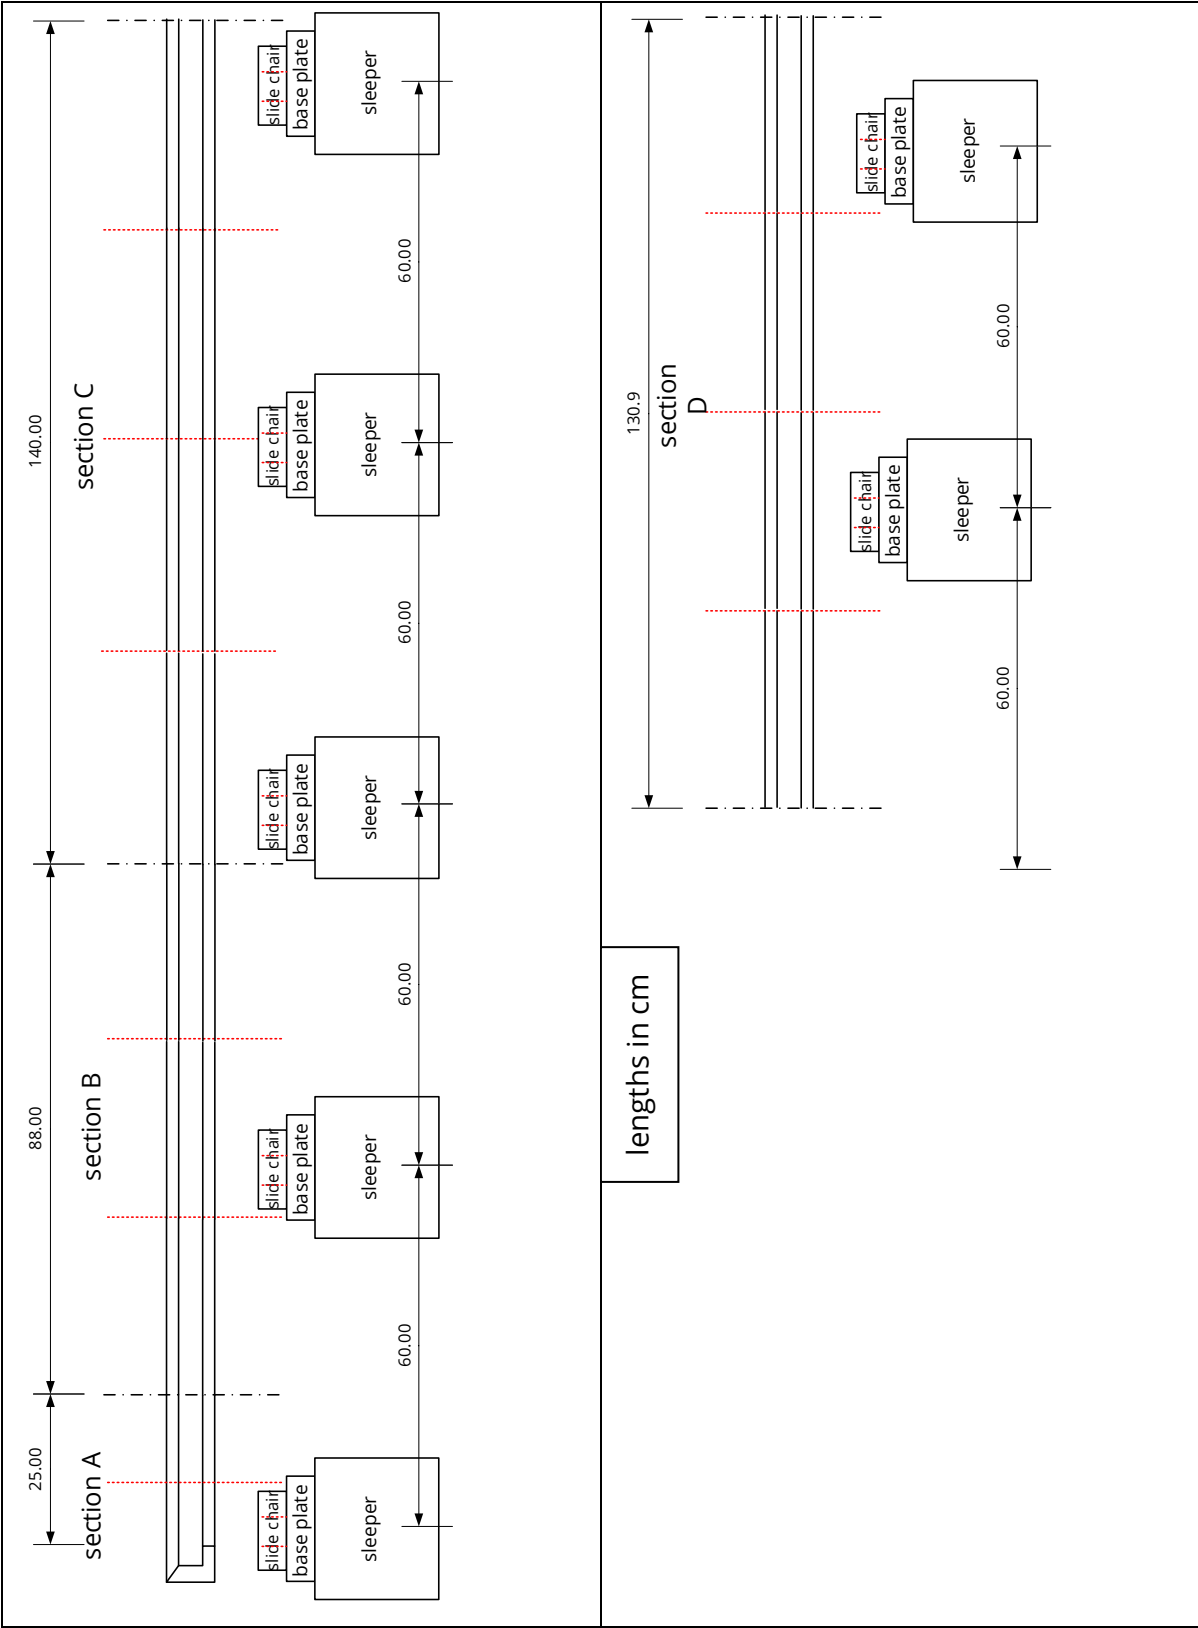 140.00
section C
88.00
section B
25.00
section A
slide chair
base plate
sleeper
60.00
slide chair
base plate
sleeper
60.00
slide chair
base plate
sleeper
60.00
slide chair
base plate
sleeper
60.00
slide chair
base plate
sleeper
130.9
section
D
slide chair
base plate
sleeper
60.00
slide chair
base plate
sleeper
60.00
lengths in cm